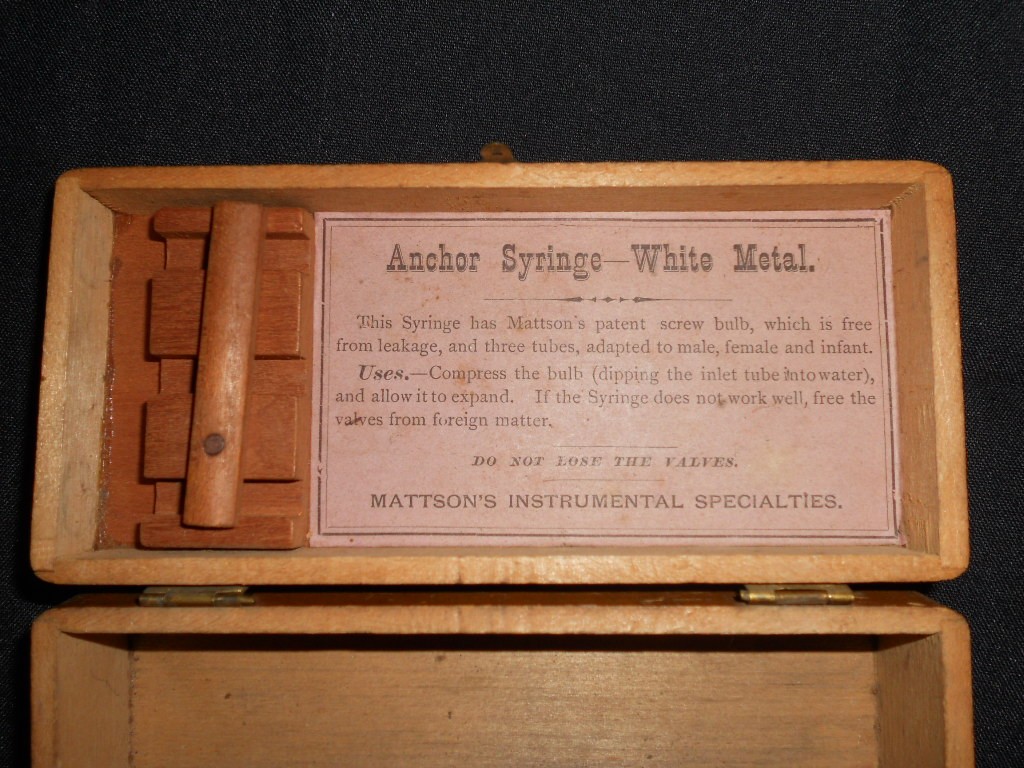 Anchor Syringe—White Metal.
This Syringe has Mattson's patent screw bulb, which is free
from leakage, and three tubes, adapted to male, female and infant.
Uses.—Compress the bulb (dipping the inlet tube into water),
and allow it to expand. If the Syringe does not work well, free the
valves from foreign matter.
DO NOT LOSE THE VALVES.
MATTSON'S INSTRUMENTAL SPECIALTIES.